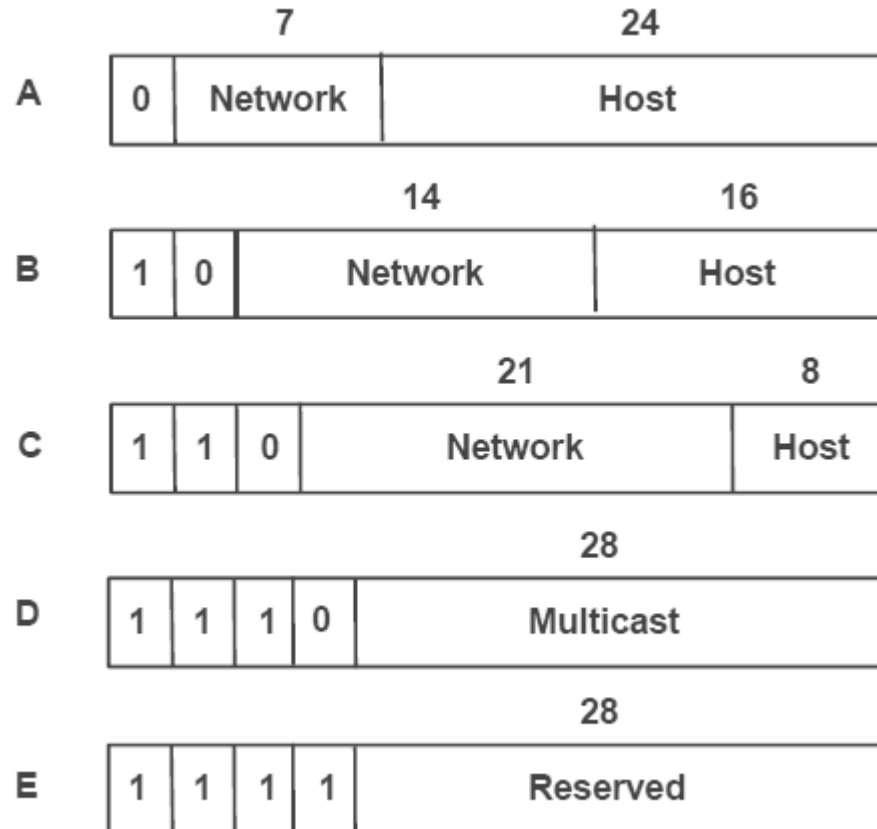 7 24
A 0 Network Host
14 16
B 1 0 Network Host
21 8
C 1 1 0 Network Host
28
D 1 1 1 0 Multicast
28
E 1 1 1 1 Reserved